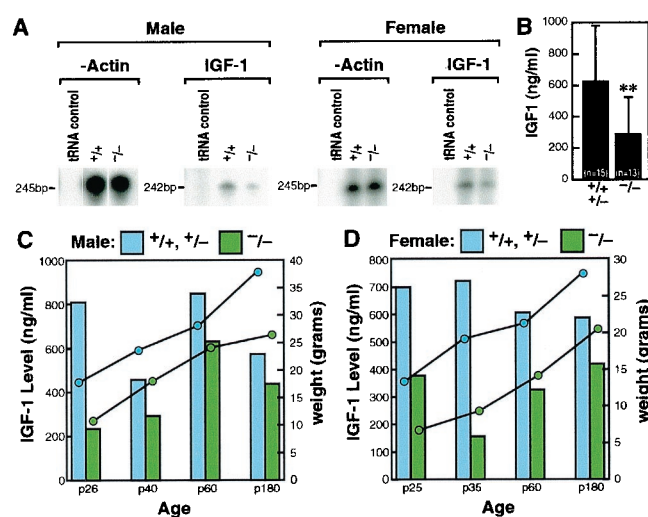 A
Male
Female
-Actin
IGF-1
-Actin
IGF-1
tRNA control
+/+
-/-
tRNA control
+/+
-/-
tRNA control
+/+
-/-
tRNA control
+/+
-/-
245bp
242bp
245bp
242bp
B
IGF1 (ng/ml)
1000
800
600
400
200
0
**
(n=15)
(n=13)
+/+
+/-
-/-
C
Male:
+/+, +/-
-/-
IGF-1 Level (ng/ml)
1000
800
600
400
200
0
40
35
30
25
20
15
10
5
0
weight (grams)
p26
p40
p60
p180
Age
D
Female:
+/+, +/-
-/-
IGF-1 Level (ng/ml)
800
700
600
500
400
300
200
100
0
30
25
20
15
10
5
0
weight (grams)
p25
p35
p60
p180
Age